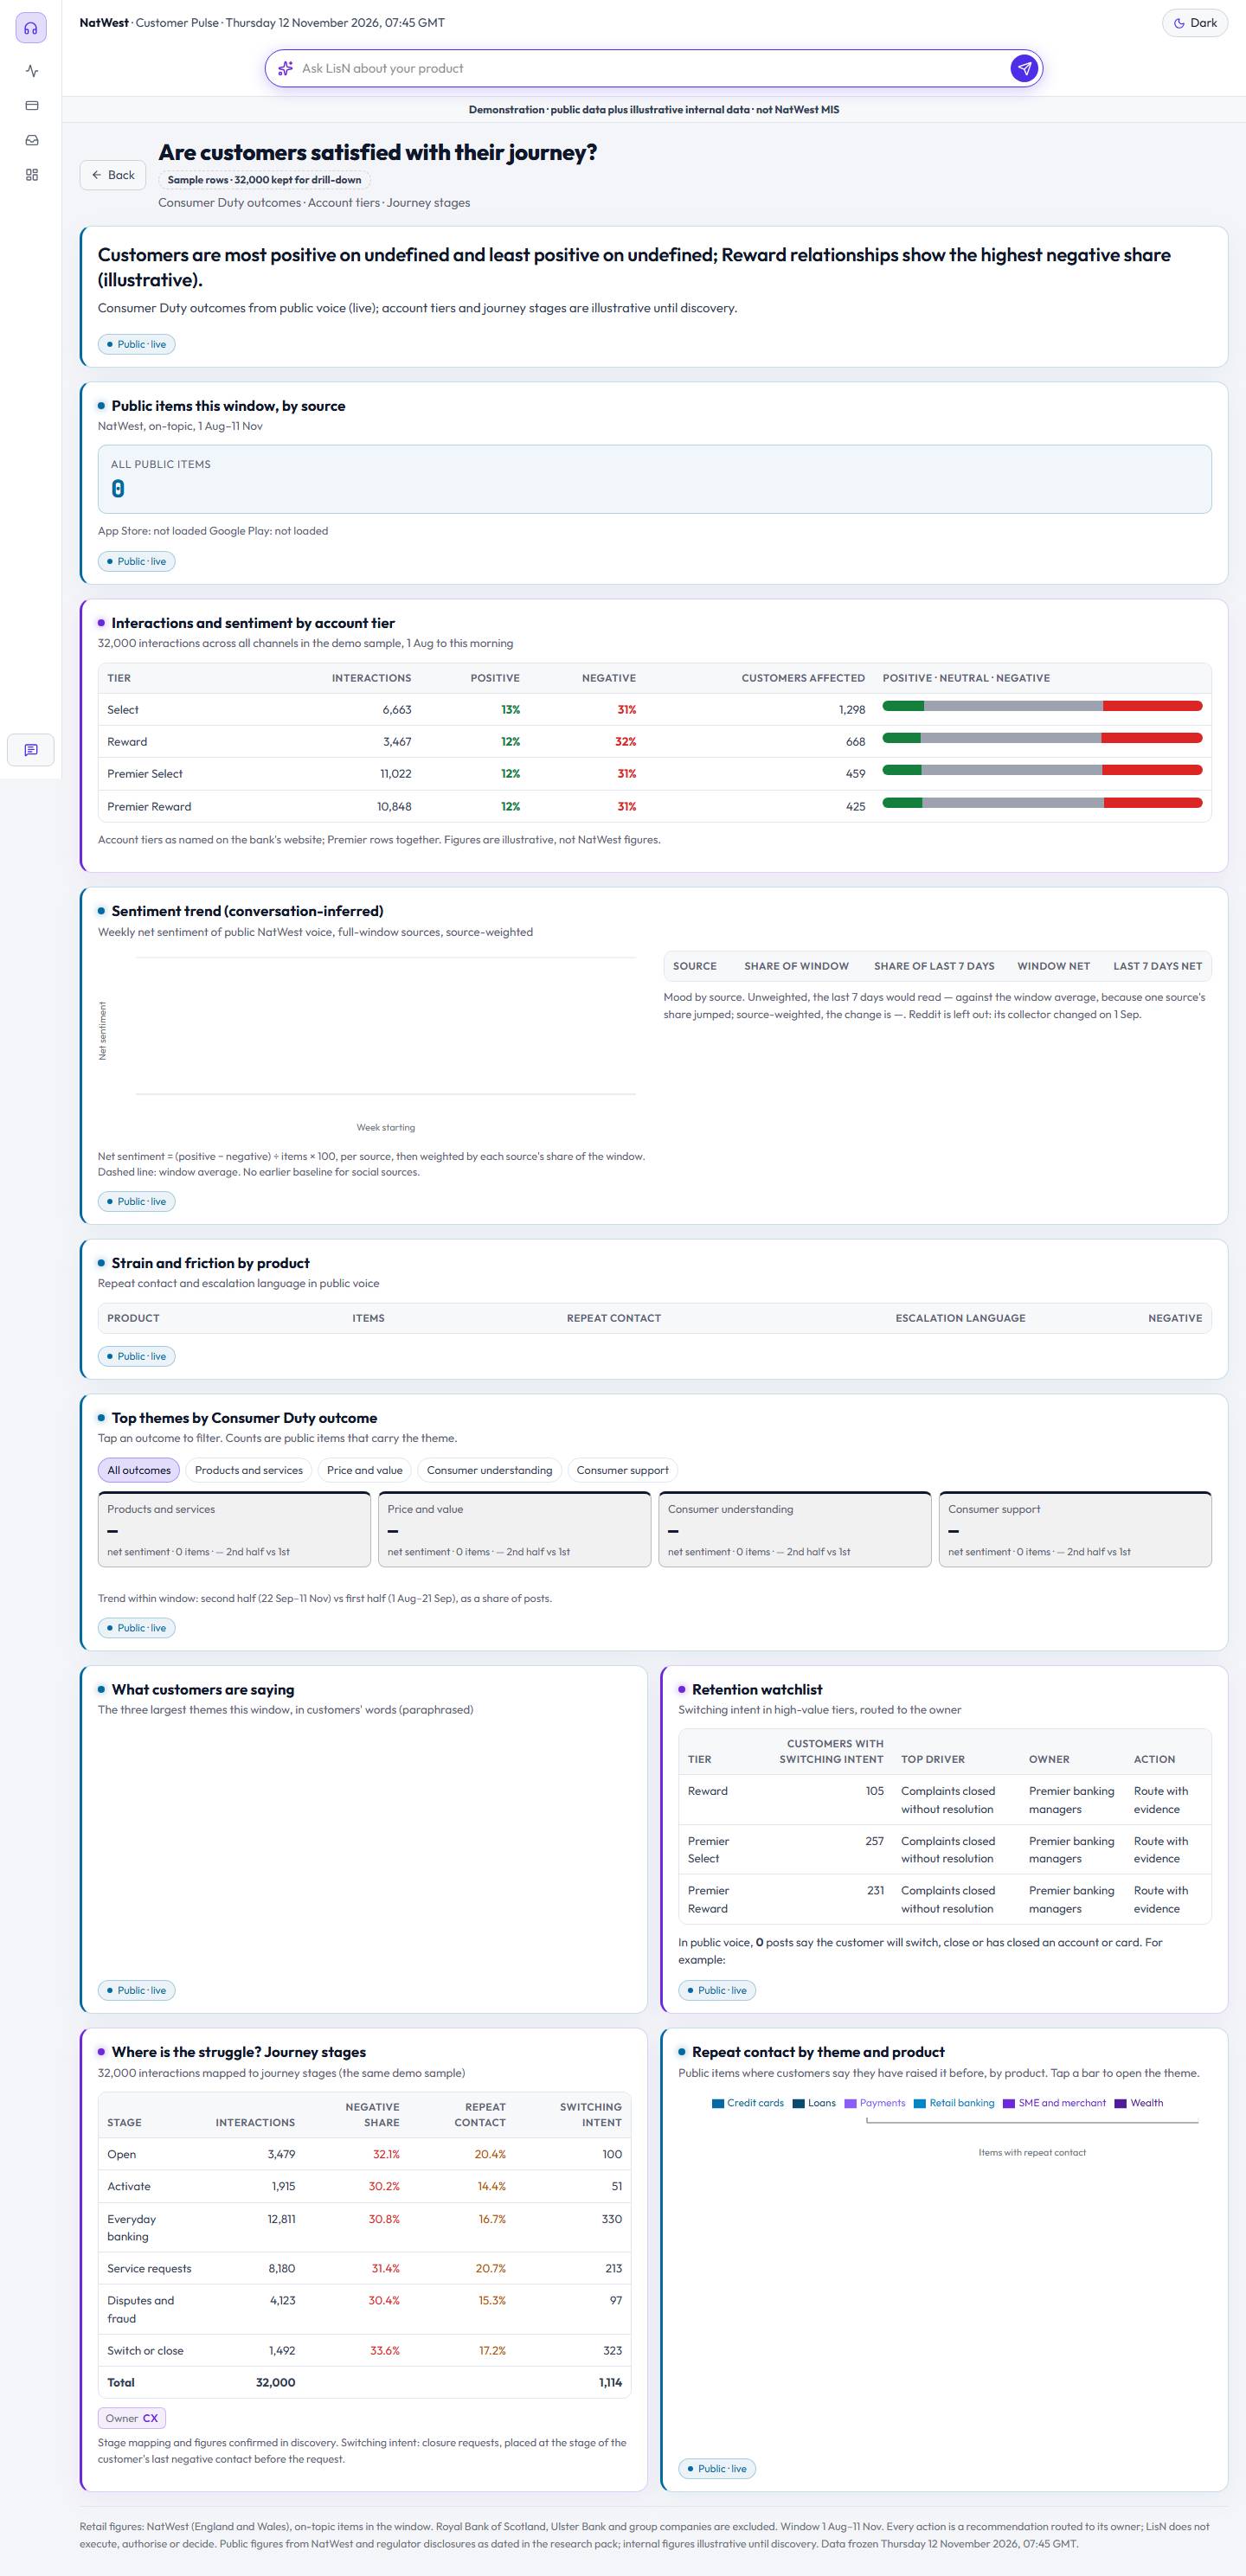 NatWest · Customer Pulse · Thursday 12 November 2026, 07:45 GMT
Dark
Ask LisN about your product
Demonstration · public data plus illustrative internal data · not NatWest MIS
Back
Are customers satisfied with their journey?
Sample rows · 32,000 kept for drill-down
Consumer Duty outcomes · Account tiers · Journey stages
Customers are most positive on undefined and least positive on undefined; Reward relationships show the highest negative share
(illustrative).
Consumer Duty outcomes from public voice (live); account tiers and journey stages are illustrative until discovery.
Public · live
Public items this window, by source
NatWest, on-topic, 1 Aug–11 Nov
ALL PUBLIC ITEMS
0
App Store: not loaded Google Play: not loaded
Public · live
Interactions and sentiment by account tier
32,000 interactions across all channels in the demo sample, 1 Aug to this morning
TIER INTERACTIONS POSITIVE NEGATIVE CUSTOMERS AFFECTED POSITIVE · NEUTRAL · NEGATIVE
Select 6,663 13% 31% 1,298
Reward 3,467 12% 32% 668
Premier Select 11,022 12% 31% 459
Premier Reward 10,848 12% 31% 425
Account tiers as named on the bank's website; Premier rows together. Figures are illustrative, not NatWest figures.
Sentiment trend (conversation-inferred)
Weekly net sentiment of public NatWest voice, full-window sources, source-weighted
Net sentiment
Week starting
Net sentiment = (positive − negative) ÷ items × 100, per source, then weighted by each source's share of the window.
Dashed line: window average. No earlier baseline for social sources.
SOURCE SHARE OF WINDOW SHARE OF LAST 7 DAYS WINDOW NET LAST 7 DAYS NET
Mood by source. Unweighted, the last 7 days would read — against the window average, because one source's
share jumped; source-weighted, the change is —. Reddit is left out: its collector changed on 1 Sep.
Public · live
Strain and friction by product
Repeat contact and escalation language in public voice
PRODUCT ITEMS REPEAT CONTACT ESCALATION LANGUAGE NEGATIVE
Public · live
Top themes by Consumer Duty outcome
Tap an outcome to filter. Counts are public items that carry the theme.
All outcomes Products and services Price and value Consumer understanding Consumer support
Products and services Price and value Consumer understanding Consumer support
— — — —
net sentiment · 0 items · — 2nd half vs 1st net sentiment · 0 items · — 2nd half vs 1st net sentiment · 0 items · — 2nd half vs 1st net sentiment · 0 items · — 2nd half vs 1st
Trend within window: second half (22 Sep–11 Nov) vs first half (1 Aug–21 Sep), as a share of posts.
Public · live
What customers are saying
The three largest themes this window, in customers' words (paraphrased)
Public · live
Retention watchlist
Switching intent in high-value tiers, routed to the owner
CUSTOMERS WITH
TIER SWITCHING INTENT TOP DRIVER OWNER ACTION
Reward 105 Complaints closed Premier banking Route with
without resolution managers evidence
Premier 257 Complaints closed Premier banking Route with
Select without resolution managers evidence
Premier 231 Complaints closed Premier banking Route with
Reward without resolution managers evidence
In public voice, 0 posts say the customer will switch, close or has closed an account or card. For
example:
Public · live
Where is the struggle? Journey stages
32,000 interactions mapped to journey stages (the same demo sample)
NEGATIVE REPEAT SWITCHING
STAGE INTERACTIONS SHARE CONTACT INTENT
Open 3,479 32.1% 20.4% 100
Activate 1,915 30.2% 14.4% 51
Everyday 12,811 30.8% 16.7% 330
banking
Service requests 8,180 31.4% 20.7% 213
Disputes and 4,123 30.4% 15.3% 97
fraud
Switch or close 1,492 33.6% 17.2% 323
Total 32,000 1,114
Owner CX
Stage mapping and figures confirmed in discovery. Switching intent: closure requests, placed at the stage of the
customer's last negative contact before the request.
Repeat contact by theme and product
Public items where customers say they have raised it before, by product. Tap a bar to open the theme.
Credit cards Loans Payments Retail banking SME and merchant Wealth
Items with repeat contact
Public · live
Retail figures: NatWest (England and Wales), on-topic items in the window. Royal Bank of Scotland, Ulster Bank and group companies are excluded. Window 1 Aug–11 Nov. Every action is a recommendation routed to its owner; LisN does not
execute, authorise or decide. Public figures from NatWest and regulator disclosures as dated in the research pack; internal figures illustrative until discovery. Data frozen Thursday 12 November 2026, 07:45 GMT.